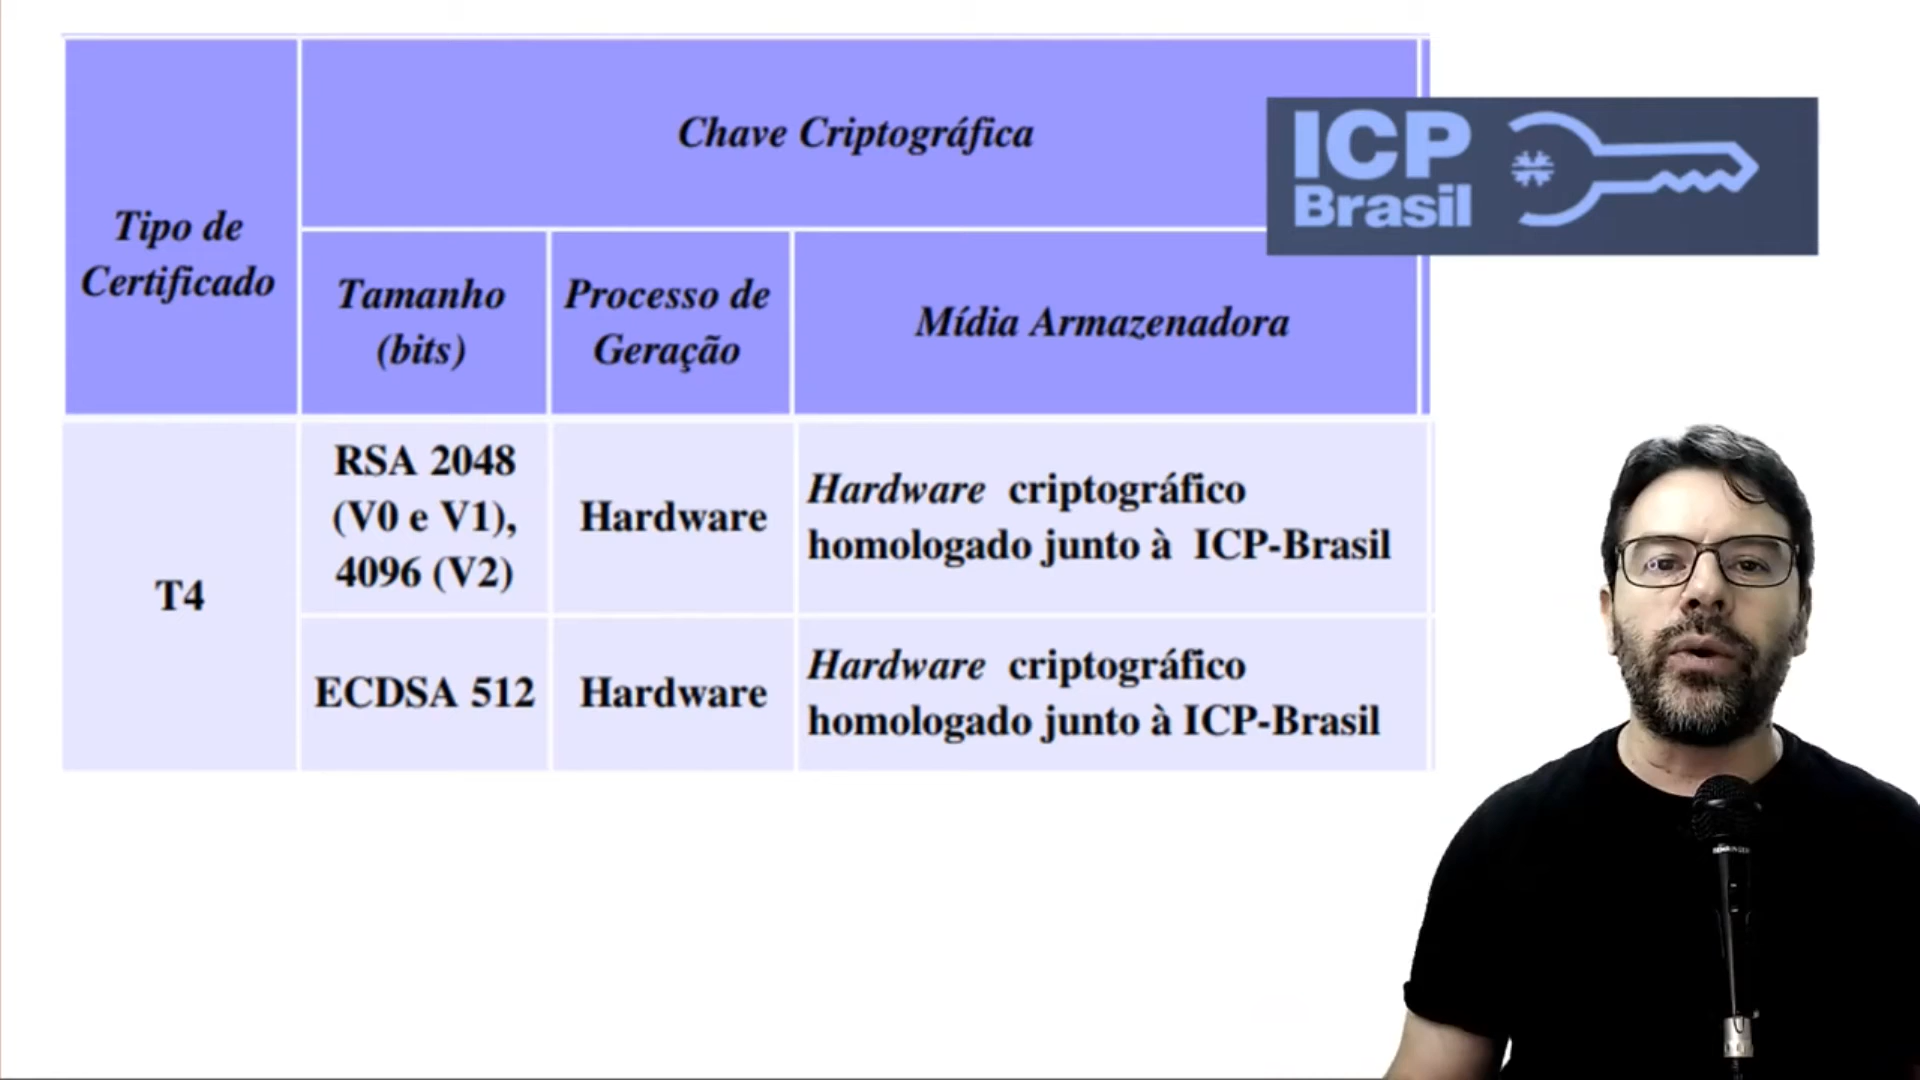 Chave Criptográfica
ICP
Brasil
Tipo de
Certificado
Tamanho
(bits)
Processo de
Geração
Mídia Armazenadora
T4
RSA 2048
(V0 e V1),
4096 (V2)
Hardware
Hardware criptográfico
homologado junto à ICP-Brasil
ECDSA 512
Hardware
Hardware criptográfico
homologado junto à ICP-Brasil